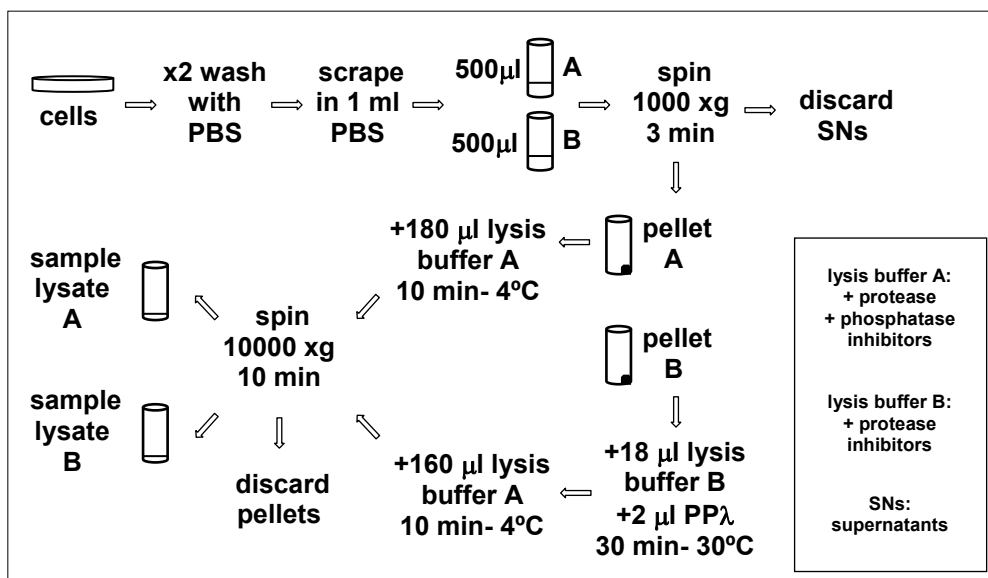 cells
x2 wash
with
PBS
scrape
in 1 ml
PBS
500µl
A
500µl
B
spin
1000 xg
3 min
discard
SNs
pellet
A
+180 µl lysis
buffer A
10 min- 4ºC
pellet
B
+18 µl lysis
buffer B
+2 µl PPλ
30 min- 30ºC
+160 µl lysis
buffer A
10 min- 4ºC
spin
10000 xg
10 min
discard
pellets
sample
lysate
A
sample
lysate
B
lysis buffer A:
+ protease
+ phosphatase
inhibitors
lysis buffer B:
+ protease
inhibitors
SNs:
supernatants